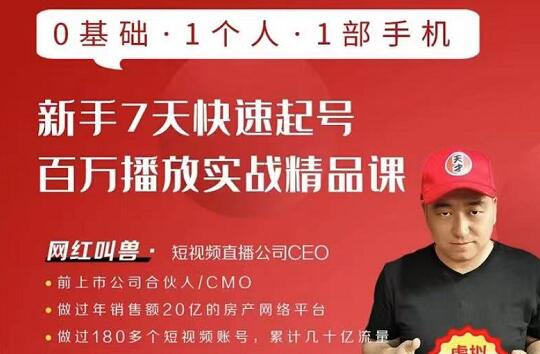 0基础·1个人·1部手机
新手7天快速起号
百万播放实战精品课
天才
网红叫兽· 短视频直播公司CEO
• 前上市公司合伙人/CMO
• 做过年销售额20亿的房产网络平台
• 做过180多个短视频账号，累计几十亿流量
虚拟